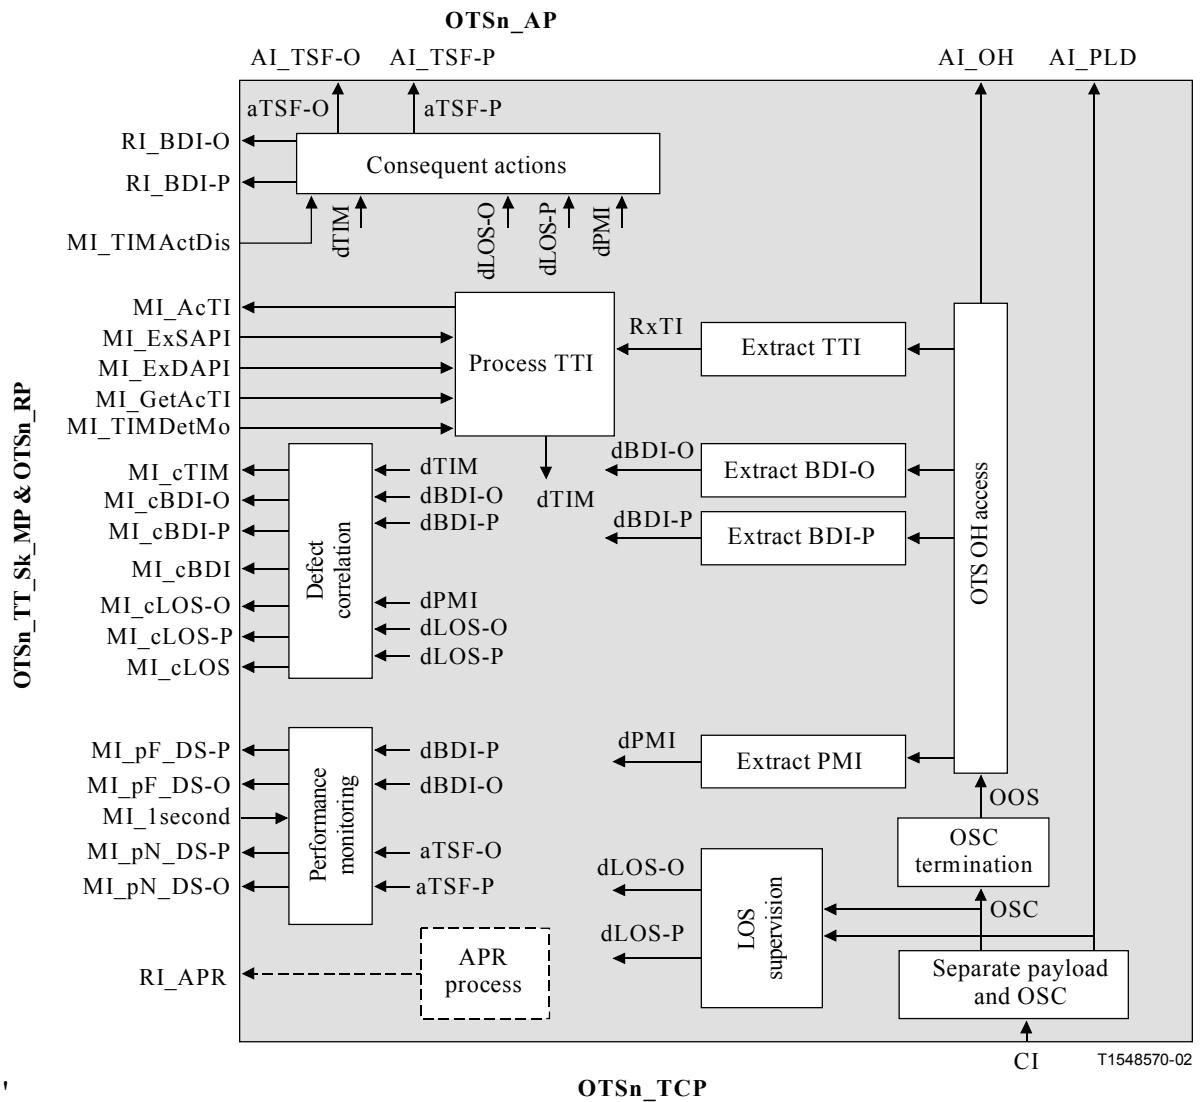 OTSn_AP
AI_TSF-O AI_TSF-P AI_OH AI_PLD
aTSF-O aTSF-P
RI_BDI-O
Consequent actions
RI_BDI-P
MI_TIMActDis
dTIM
dLOS-O
dLOS-P
dPMI
MI_AcTI
MI_ExSAPI
MI_ExDAPI
MI_GetAcTI
MI_TIMDetMo
Process TTI
RxTI
Extract TTI
dTIM
OTSn_TT_Sk_MP & OTSn_RP
MI_cTIM
MI_cBDI-O
MI_cBDI-P
MI_cBDI
MI_cLOS-O
MI_cLOS-P
MI_cLOS
Defect
correlation
dTIM
dBDI-O
dBDI-P
dPMI
dLOS-O
dLOS-P
dBDI-O
Extract BDI-O
dBDI-P
Extract BDI-P
OTS OH access
MI_pF_DS-P
MI_pF_DS-O
MI_1second
MI_pN_DS-P
MI_pN_DS-O
Performance
monitoring
dBDI-P
dBDI-O
aTSF-O
aTSF-P
dPMI
Extract PMI
OOS
OSC
termination
OSC
dLOS-O
dLOS-P
LOS
supervision
RI_APR
APR
process
Separate payload
and OSC
CI
T1548570-02
'
OTSn_TCP